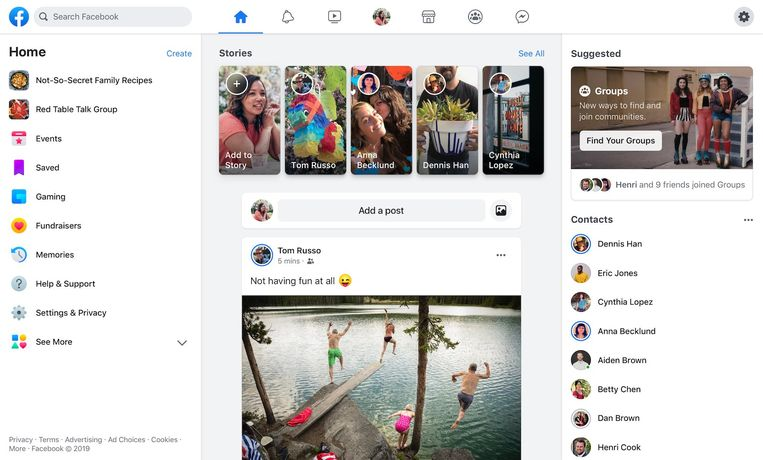 Search Facebook
Home
Create
Not-So-Secret Family Recipes
Red Table Talk Group
Events
Saved
Gaming
Fundraisers
Memories
Help & Support
Settings & Privacy
See More
Privacy · Terms · Advertising · Ad Choices · Cookies ·
More · Facebook © 2019
Stories
See All
Add to
Story
Tom Russo
Anna
Becklund
Dennis Han
Cynthia
Lopez
Add a post
Tom Russo
5 mins ·
Not having fun at all 😜
Suggested
Groups
New ways to find and
join communities.
Find Your Groups
Henri and 9 friends joined Groups
Contacts
Dennis Han
Eric Jones
Cynthia Lopez
Anna Becklund
Aiden Brown
Betty Chen
Dan Brown
Henri Cook